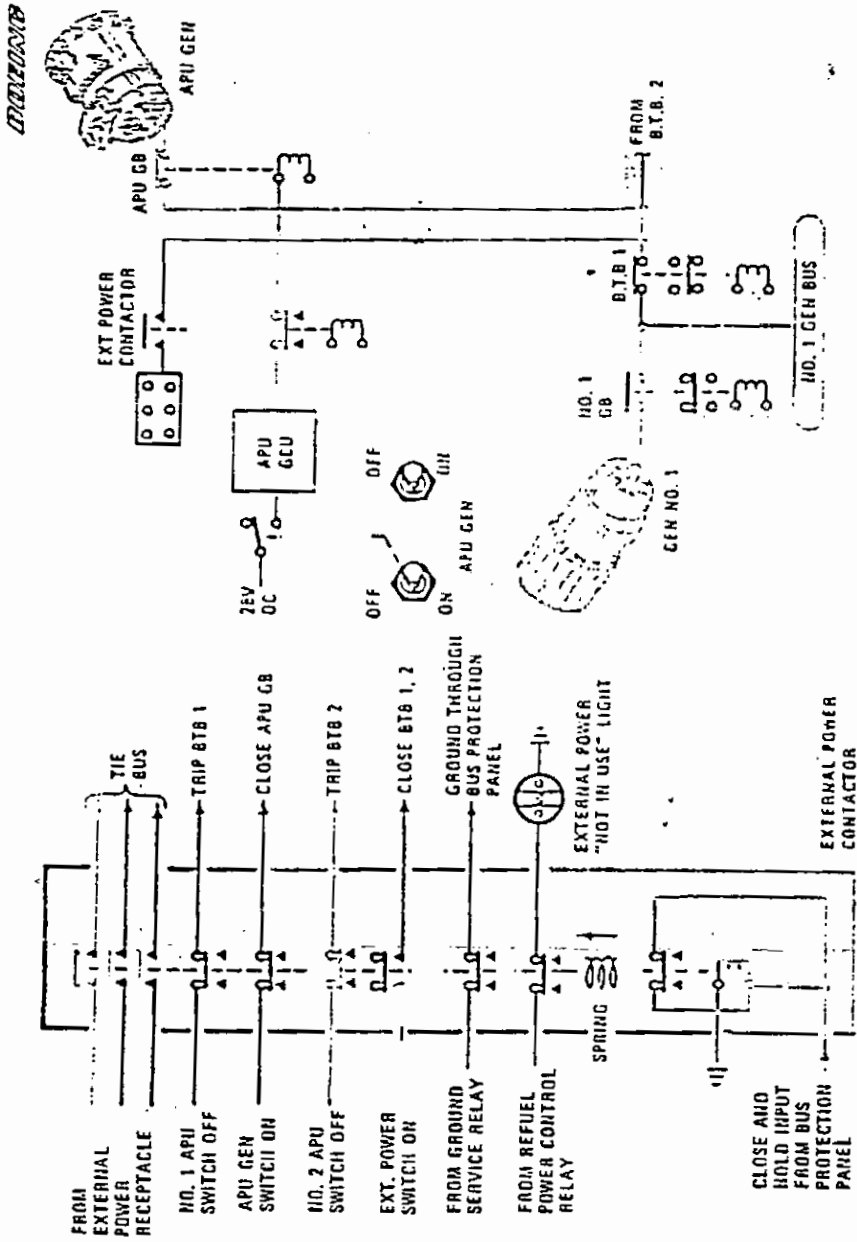 APU GEN
APU GB
EXT POWER
CONTACTOR
APU
GCU
28V
DC
OFF
ON
OFF
ON
APU GEN
FROM
B.T.B. 2
B.T.B 1
NO. 1
GB
GEN NO. 1
NO. 1 GEN BUS
FROM
EXTERNAL
POWER
RECEPTACLE
TIE
BUS
NO. 1 APU
SWITCH OFF
TRIP BTB 1
APU GEN
SWITCH ON
CLOSE APU GB
NO. 2 APU
SWITCH OFF
TRIP BTB 2
EXT. POWER
SWITCH ON
CLOSE BTB 1, 2
FROM GROUND
SERVICE RELAY
GROUND THROUGH
BUS PROTECTION
PANEL
FROM REFUEL
POWER CONTROL
RELAY
EXTERNAL POWER
"NOT IN USE" LIGHT
SPRING
CLOSE AND
HOLD INPUT
FROM BUS
PROTECTION
PANEL
EXTERNAL POWER
CONTACTOR